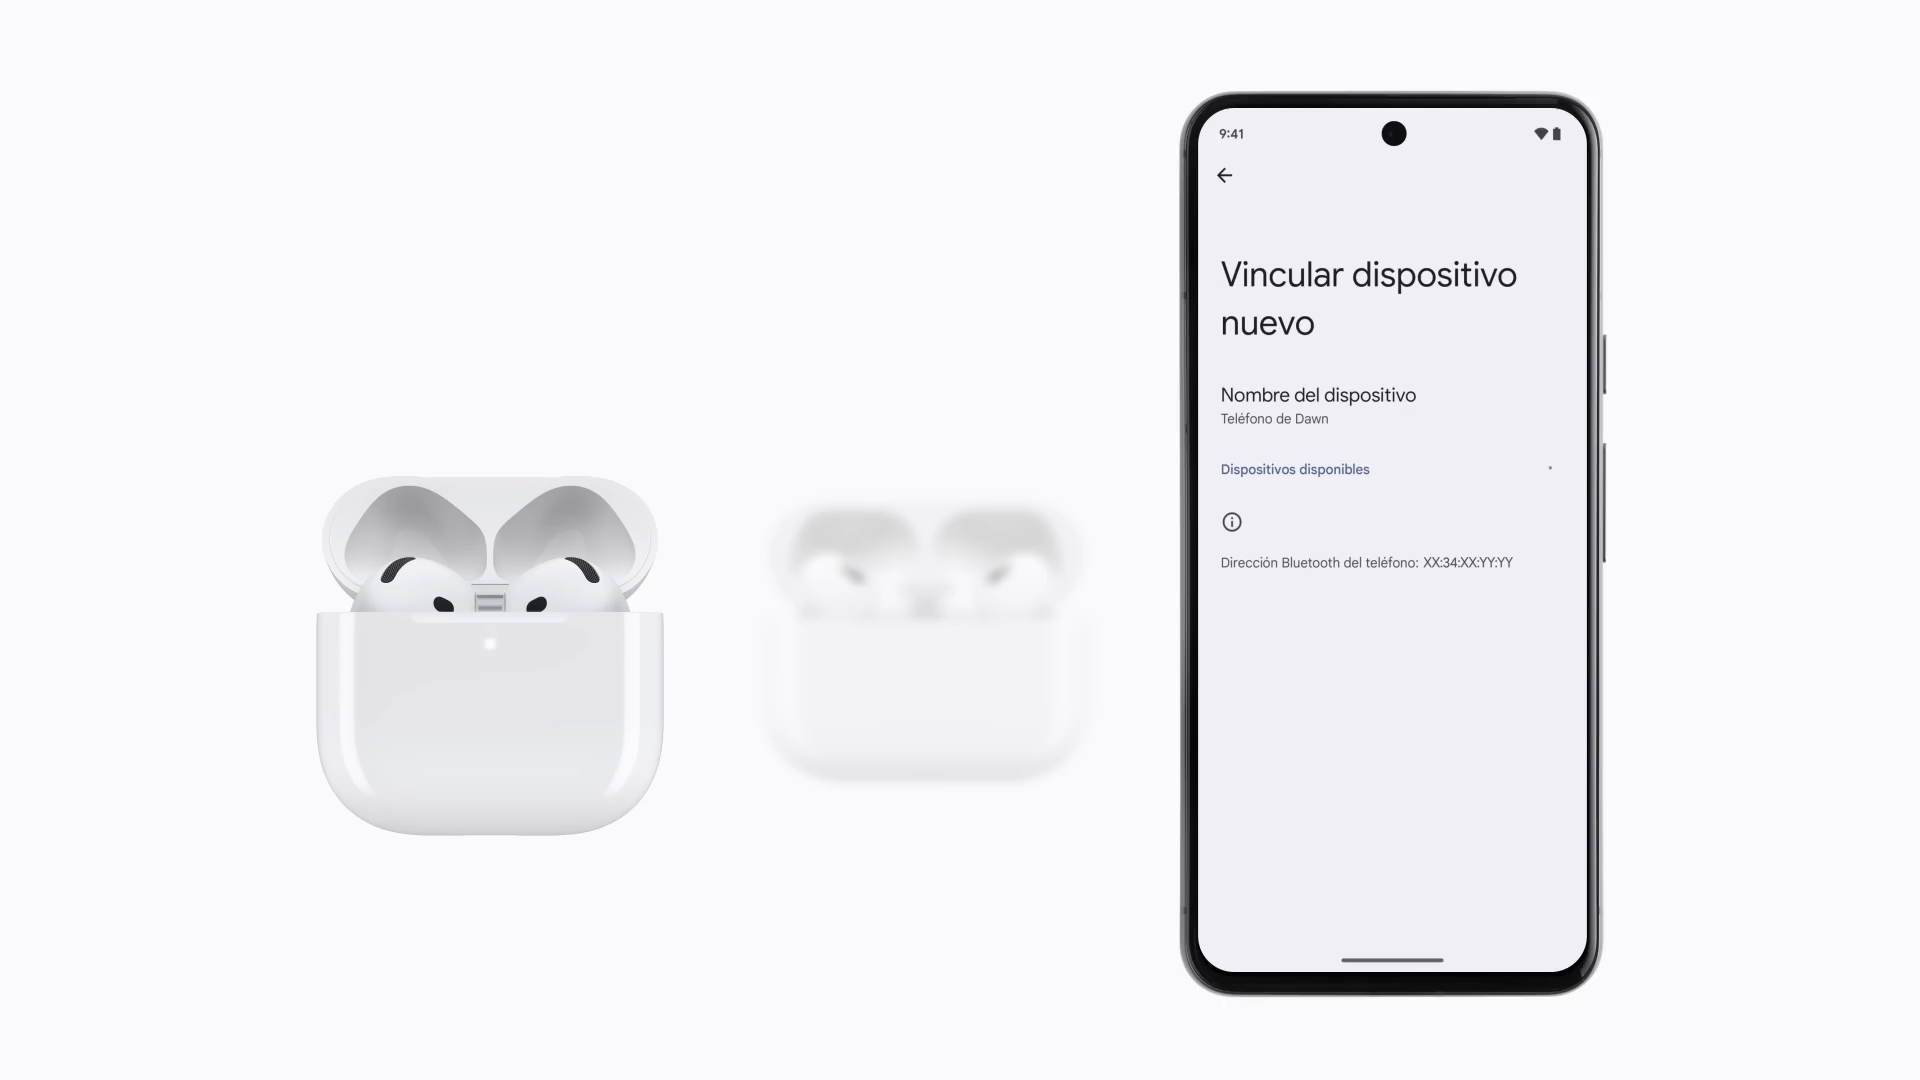 9:41
Vincular dispositivo
nuevo
Nombre del dispositivo
Teléfono de Dawn
Dispositivos disponibles
Dirección Bluetooth del teléfono: XX:34:XX:YY:YY